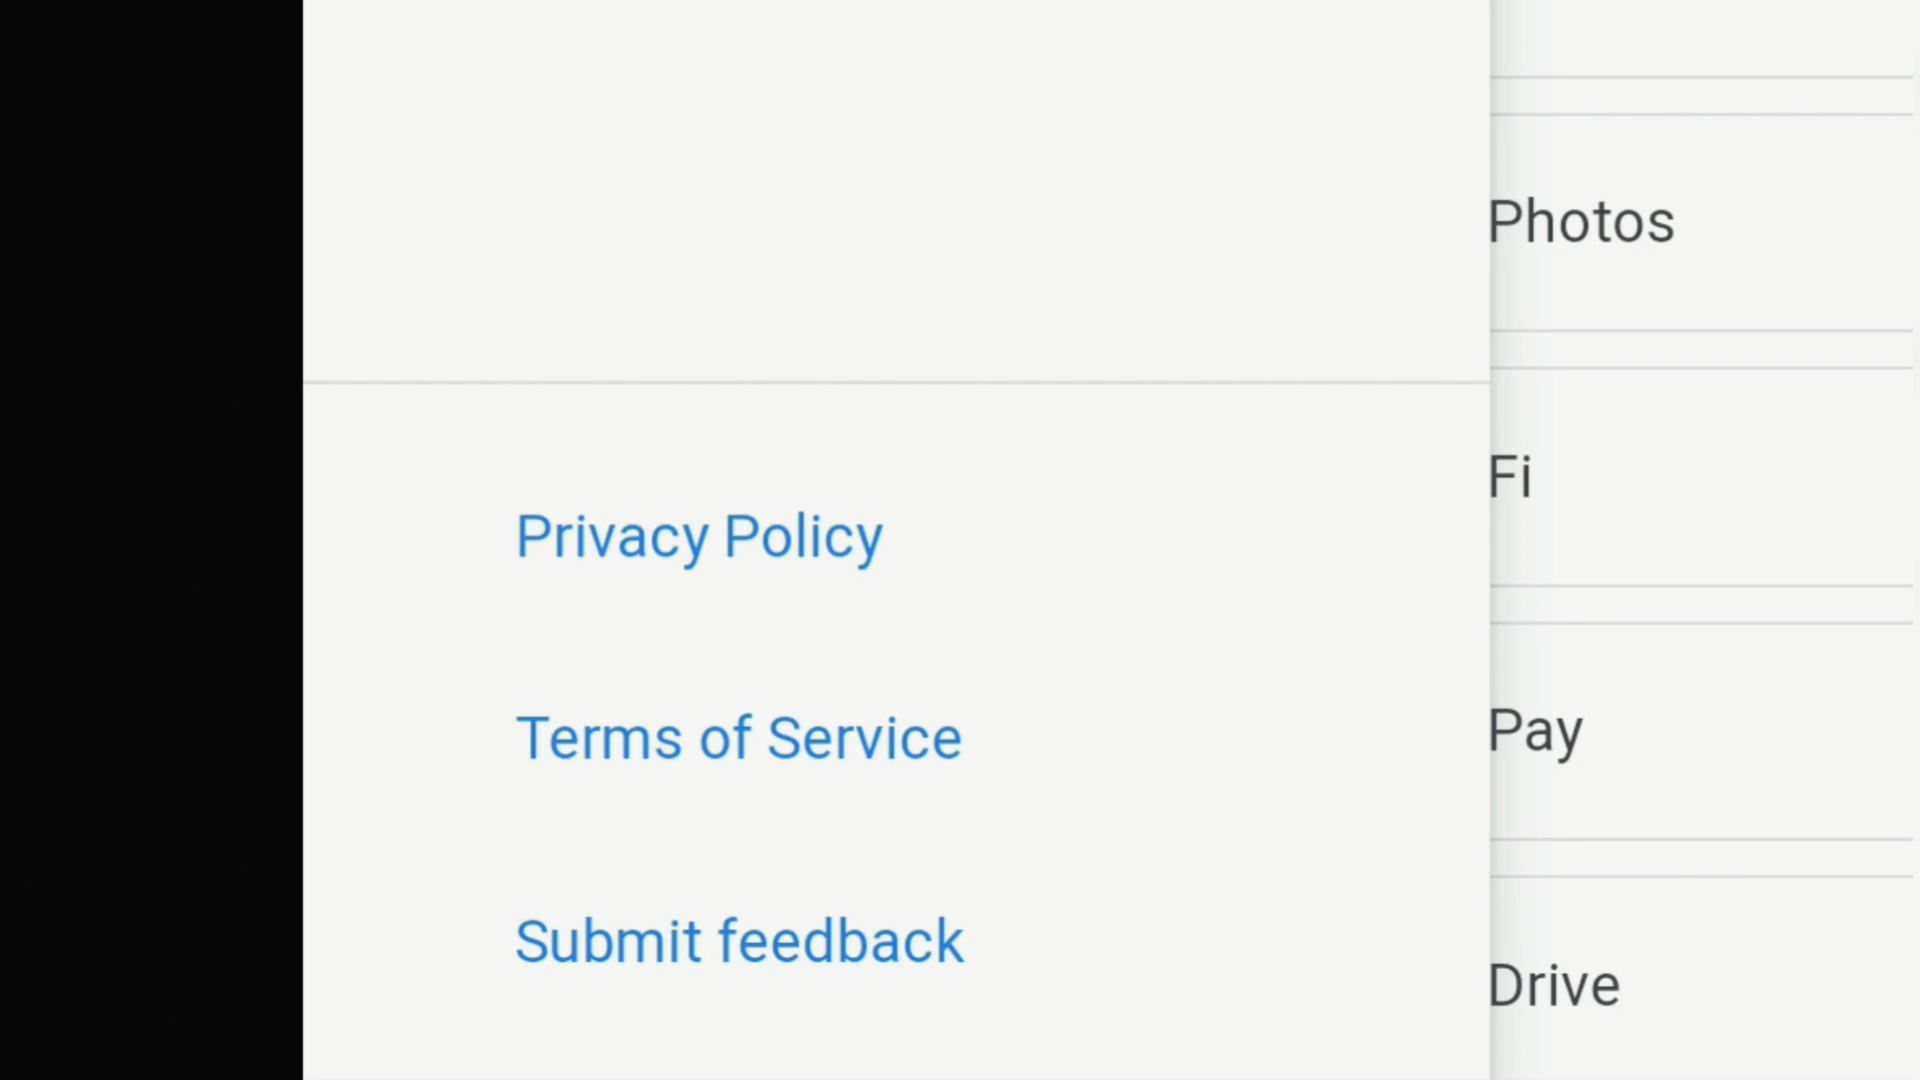 Privacy Policy
Terms of Service
Submit feedback
Photos
Fi
Pay
Drive